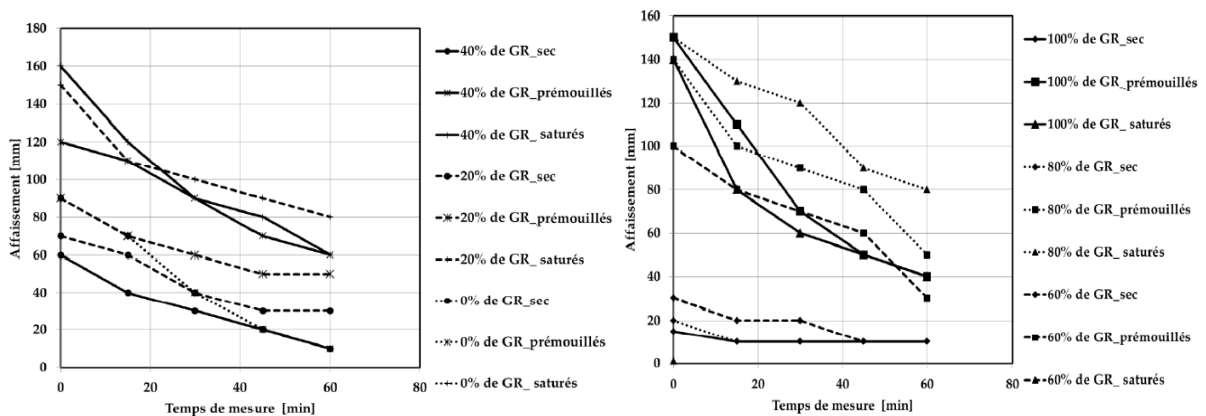 180
160
140
120
100
80
60
40
20
0
Affaissement [mm]
0 20 40 60 80
Temps de mesure [min]
40% de GR_sec
40% de GR_prémouillés
40% de GR_ saturés
20% de GR_sec
20% de GR_prémouillés
20% de GR_ saturés
0% de GR_sec
0% de GR_prémouillés
0% de GR_ saturés
160
140
120
100
80
60
40
20
0
Affaissement [mm]
0 20 40 60 80
Temps de mesure [min]
100% de GR_sec
100% de GR_prémouillés
100% de GR_ saturés
80% de GR_sec
80% de GR_prémouillés
80% de GR_ saturés
60% de GR_sec
60% de GR_prémouillés
60% de GR_ saturés